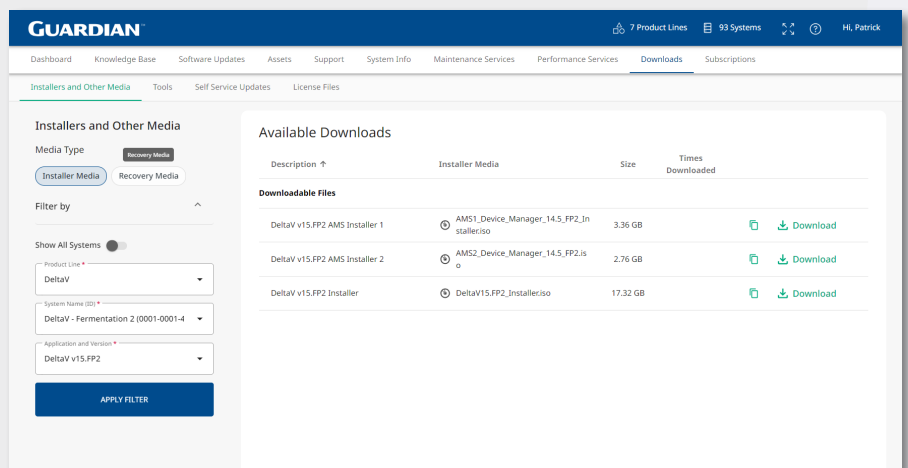 GUARDIAN™
7 Product Lines
93 Systems
Hi, Patrick
Dashboard
Knowledge Base
Software Updates
Assets
Support
System Info
Maintenance Services
Performance Services
Downloads
Subscriptions
Installers and Other Media
Tools
Self Service Updates
License Files
Installers and Other Media
Media Type
Recovery Media
Installer Media
Recovery Media
Filter by
Show All Systems
Product Line *
DeltaV
System Name (ID) *
DeltaV - Fermentation 2 (0001-0001-4
Application and Version *
DeltaV v15.FP2
APPLY FILTER
Available Downloads
Description ↑
Installer Media
Size
Times
Downloaded
Downloadable Files
DeltaV v15.FP2 AMS Installer 1
AMS1_Device_Manager_14.5_FP2_In
staller.iso
3.36 GB
Download
DeltaV v15.FP2 AMS Installer 2
AMS2_Device_Manager_14.5_FP2.is
o
2.76 GB
Download
DeltaV v15.FP2 Installer
DeltaV15.FP2_Installer.iso
17.32 GB
Download